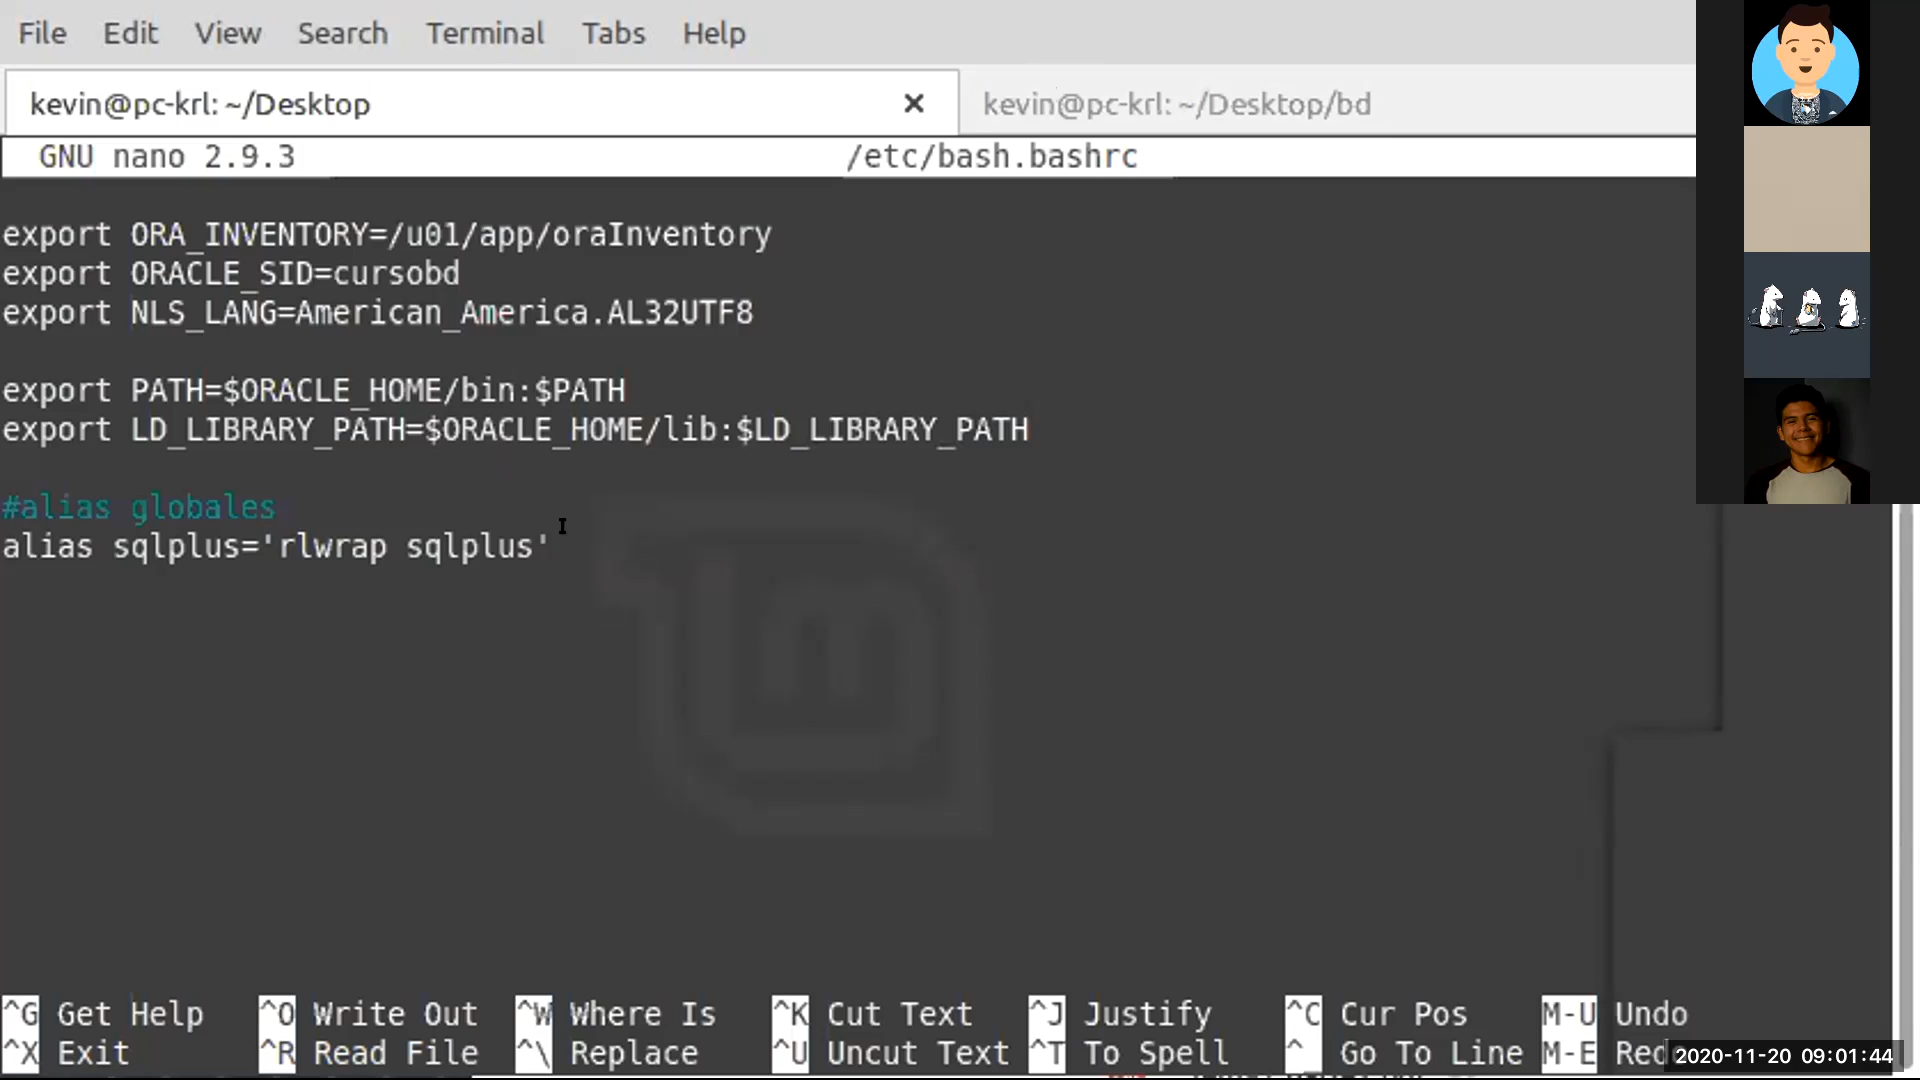 File Edit View Search Terminal Tabs Help
kevin@pc-krl: ~/Desktop × kevin@pc-krl: ~/Desktop/bd
GNU nano 2.9.3 /etc/bash.bashrc
export ORA_INVENTORY=/u01/app/oraInventory
export ORACLE_SID=cursobd
export NLS_LANG=American_America.AL32UTF8
export PATH=$ORACLE_HOME/bin:$PATH
export LD_LIBRARY_PATH=$ORACLE_HOME/lib:$LD_LIBRARY_PATH
#alias globales
alias sqlplus='rlwrap sqlplus'
^G Get Help ^O Write Out ^W Where Is ^K Cut Text ^J Justify ^C Cur Pos M-U Undo
^X Exit ^R Read File ^\ Replace ^U Uncut Text ^T To Spell ^_ Go To Line M-E Redo
2020-11-20 09:01:44